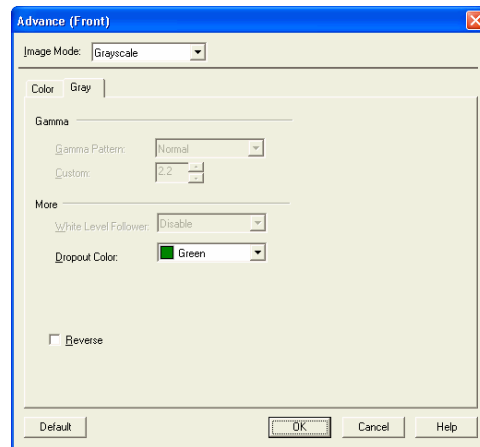 Advance (Front)
Image Mode: Grayscale
Color Gray
Gamma
Gamma Pattern: Normal
Custom: 2.2
More
White Level Follower: Disable
Dropout Color: Green
Reverse
Default OK Cancel Help